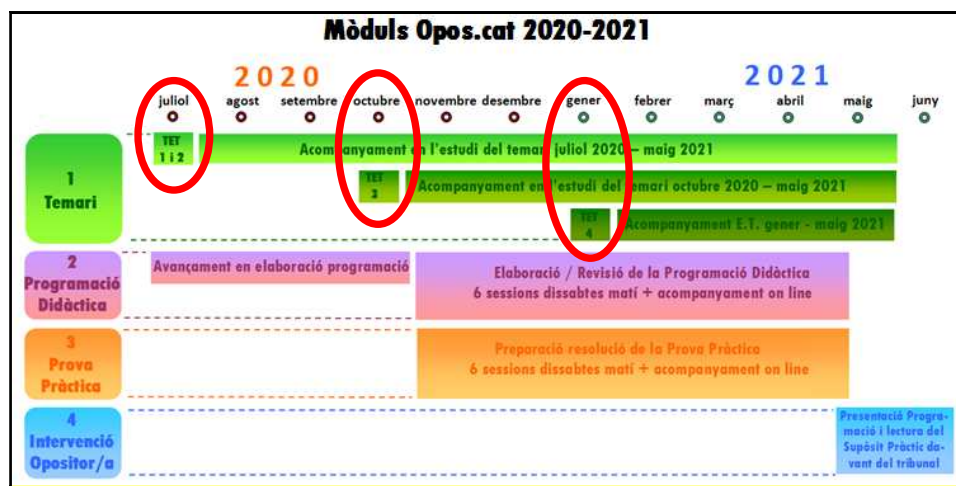 Mòduls Opos.cat 2020-2021
2020
2021
juliol agost setembre octubre novembre desembre gener febrer març abril maig juny
1
Temari
TET
1 i 2
Acompanyament en l'estudi del temari juliol 2020 – maig 2021
TET
3
Acompanyament en l'estudi del temari octubre 2020 – maig 2021
TET
4
Acompanyament E.T. gener - maig 2021
2
Programació
Didàctica
Avançament en elaboració programació
Elaboració / Revisió de la Programació Didàctica
6 sessions dissabtes matí + acompanyament on line
3
Prova
Pràctica
Preparació resolució de la Prova Pràctica
6 sessions dissabtes matí + acompanyament on line
4
Intervenció
Opositor/a
Presentació Progra-
mació i lectura del
Supòsit Pràctic da-
vant del tribunal